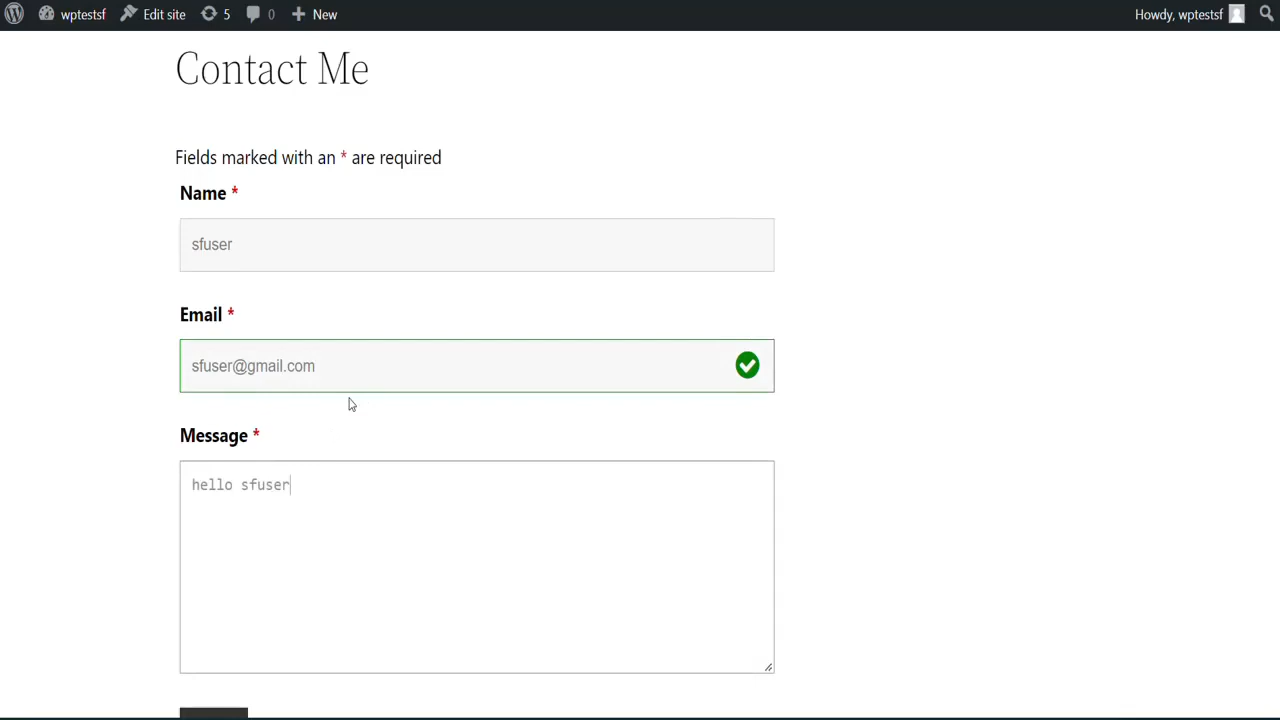 wptestsf Edit site 5 0 New Howdy, wptestsf
Contact Me
Fields marked with an * are required
Name *
sfuser
Email *
sfuser@gmail.com
Message *
hello sfuser